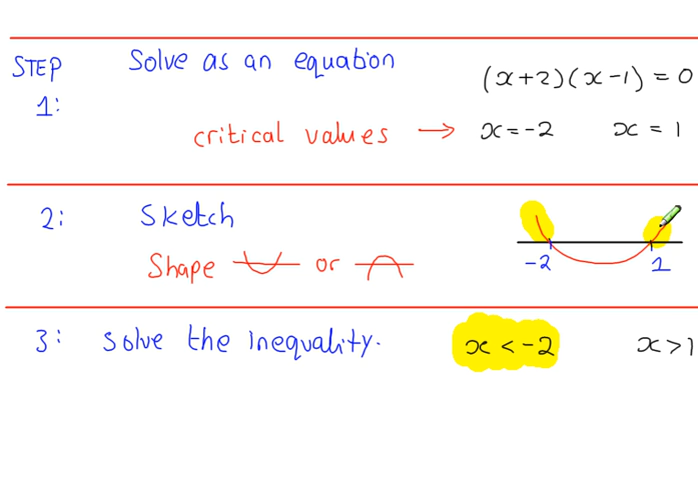 STEP 1:
Solve as an equation
(x+2)(x-1) = 0
critical values → x = -2 x = 1
2:
Sketch
Shape or
-2 1
3: Solve the inequality.
x < -2 x > 1